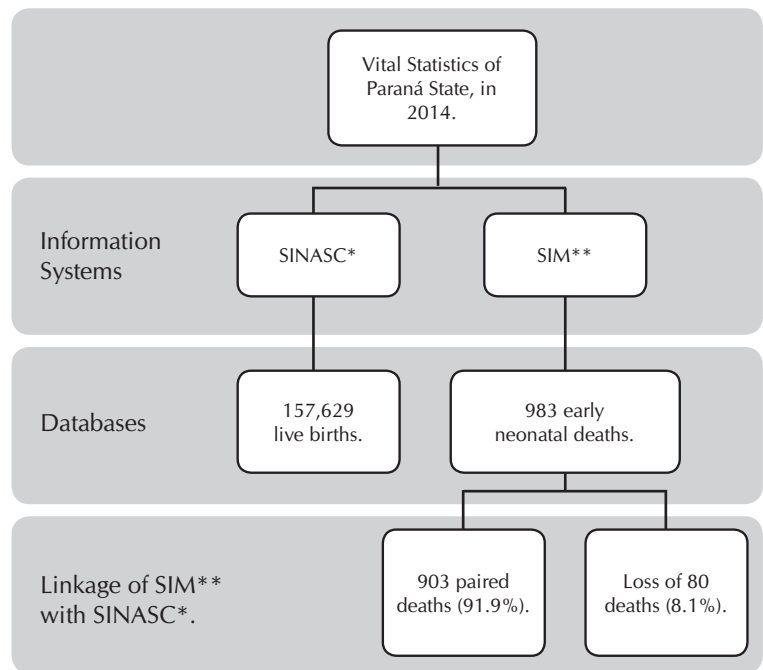 Vital Statistics of
Paraná State, in
2014.
Information
Systems
SINASC*
SIM**
Databases
157,629
live births.
983 early
neonatal deaths.
Linkage of SIM**
with SINASC*.
903 paired
deaths (91.9%).
Loss of 80
deaths (8.1%).